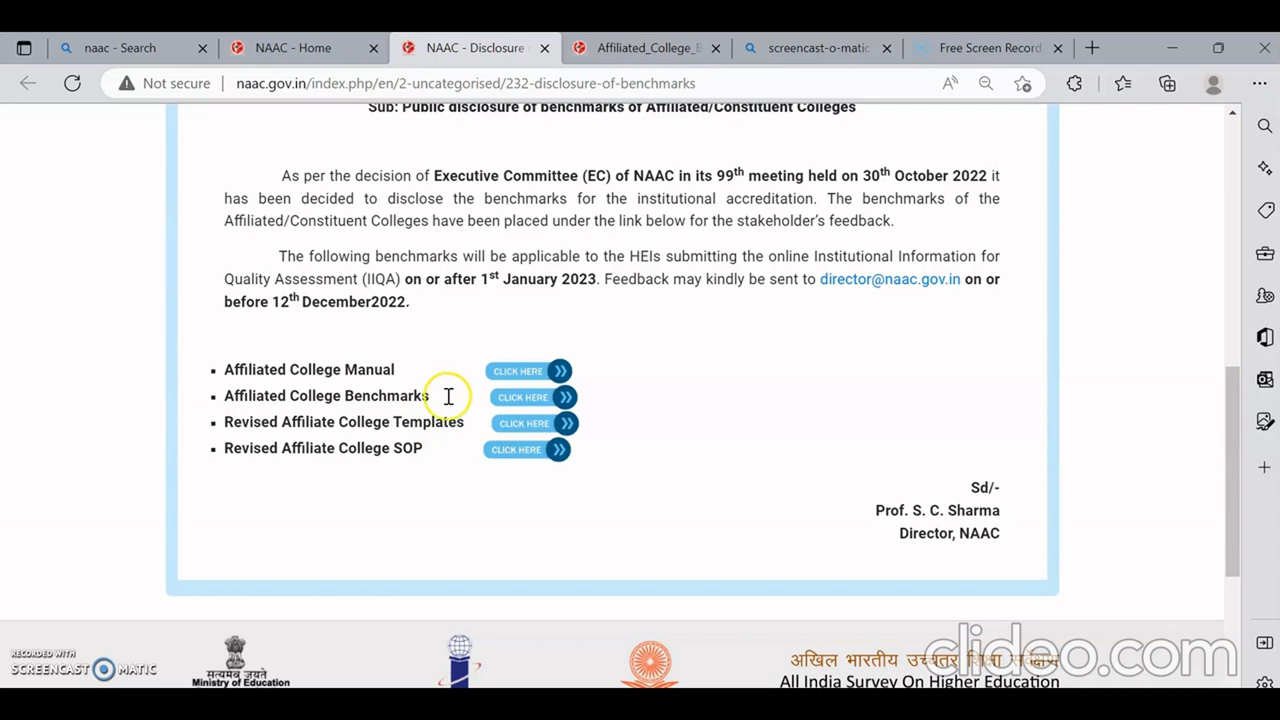 naac - Search
NAAC - Home
NAAC - Disclosure
Affiliated_College_B
screencast-o-matic
Free Screen Record
Not secure
naac.gov.in/index.php/en/2-uncategorised/232-disclosure-of-benchmarks
Sub: Public disclosure of benchmarks of Affiliated/Constituent Colleges
As per the decision of Executive Committee (EC) of NAAC in its 99th meeting held on 30th October 2022 it
has been decided to disclose the benchmarks for the institutional accreditation. The benchmarks of the
Affiliated/Constituent Colleges have been placed under the link below for the stakeholder's feedback.
The following benchmarks will be applicable to the HEIs submitting the online Institutional Information for
Quality Assessment (IIQA) on or after 1st January 2023. Feedback may kindly be sent to director@naac.gov.in on or
before 12th December2022.
Affiliated College Manual CLICK HERE
Affiliated College Benchmarks CLICK HERE
Revised Affiliate College Templates CLICK HERE
Revised Affiliate College SOP CLICK HERE
Sd/-
Prof. S. C. Sharma
Director, NAAC
RECORDED WITH
SCREENCAST MATIC
सत्यमेव जयते
Ministry of Education
अखिल भारतीय उच्चतर शिक्षा सर्वेक्षण
All India Survey On Higher Education
clideo.com